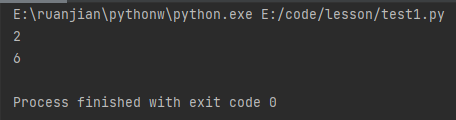 E:\ruanjian\pythonw\python.exe E:/code/lesson/test1.py
2
6
Process finished with exit code 0